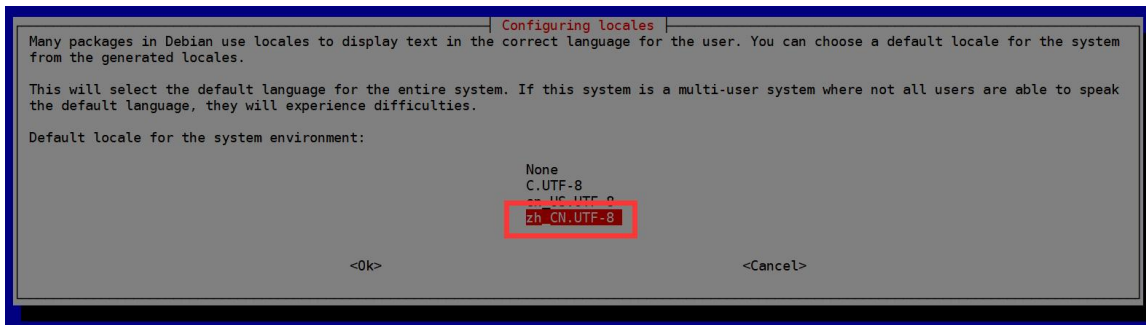 Configuring locales
Many packages in Debian use locales to display text in the correct language for the user. You can choose a default locale for the system
from the generated locales.
This will select the default language for the entire system. If this system is a multi-user system where not all users are able to speak
the default language, they will experience difficulties.
Default locale for the system environment:
None
C.UTF-8
en_US.UTF-8
zh_CN.UTF-8
<Ok> <Cancel>